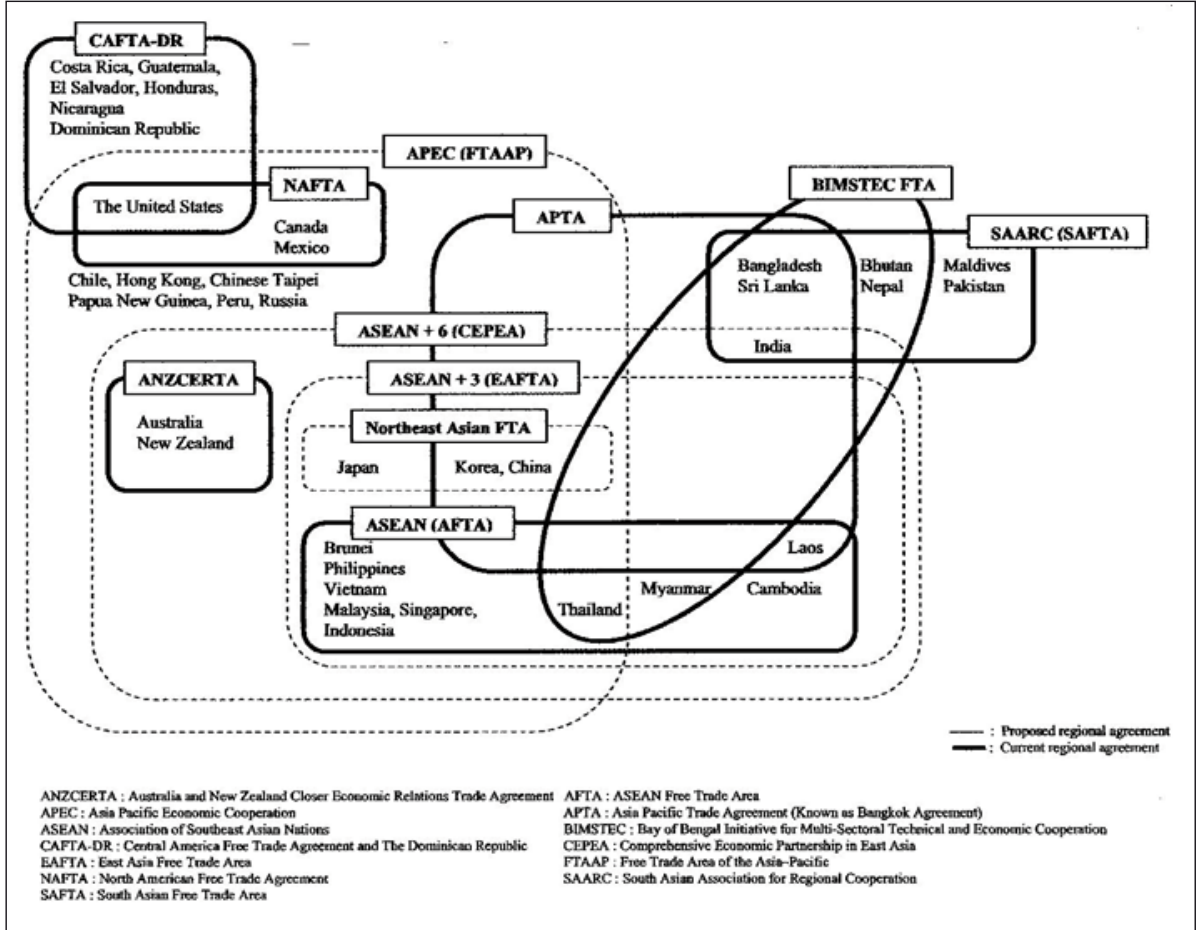 CAFTA-DR
Costa Rica, Guatemala,
El Salvador, Honduras,
Nicaragua
Dominican Republic
APEC (FTAAP)
NAFTA
The United States
Canada
Mexico
Chile, Hong Kong, Chinese Taipei
Papua New Guinea, Peru, Russia
APTA
BIMSTEC FTA
SAARC (SAFTA)
Bangladesh
Sri Lanka
Bhutan
Nepal
Maldives
Pakistan
India
ASEAN + 6 (CEPEA)
ANZCERTA
Australia
New Zealand
ASEAN + 3 (EAFTA)
Northeast Asian FTA
Japan
Korea, China
ASEAN (AFTA)
Brunei
Philippines
Vietnam
Malaysia, Singapore,
Indonesia
Thailand
Myanmar
Laos
Cambodia
: Proposed regional agreement
: Current regional agreement
ANZCERTA : Australia and New Zealand Closer Economic Relations Trade Agreement
APEC : Asia Pacific Economic Cooperation
ASEAN : Association of Southeast Asian Nations
CAFTA-DR : Central America Free Trade Agreement and The Dominican Republic
EAFTA : East Asia Free Trade Area
NAFTA : North American Free Trade Agreement
SAFTA : South Asian Free Trade Area
AFTA : ASEAN Free Trade Area
APTA : Asia Pacific Trade Agreement (Known as Bangkok Agreement)
BIMSTEC : Bay of Bengal Initiative for Multi-Sectoral Technical and Economic Cooperation
CEPEA : Comprehensive Economic Partnership in East Asia
FTAAP : Free Trade Area of the Asia–Pacific
SAARC : South Asian Association for Regional Cooperation